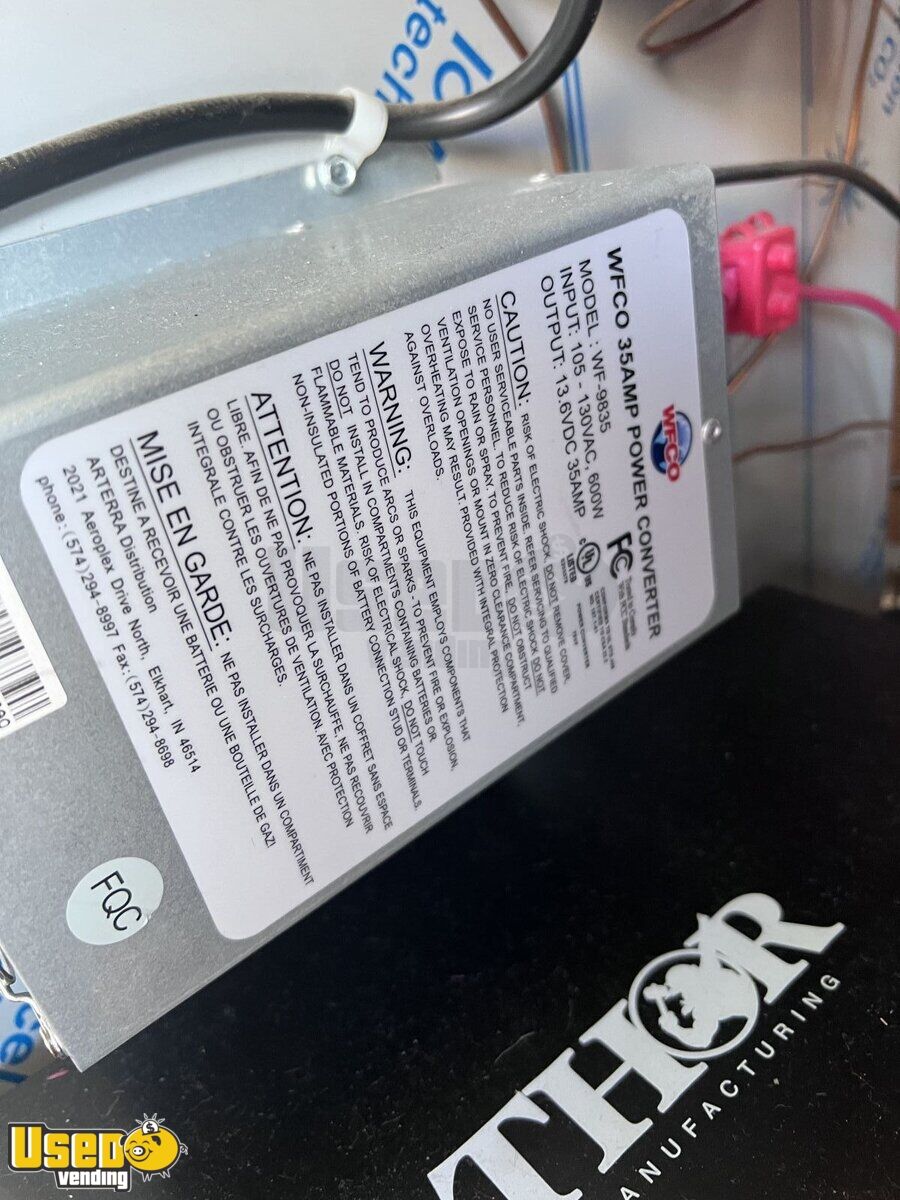 WFCO 35AMP POWER CONVERTER
WFCO
MODEL : WF-9835
INPUT: 105 - 130VAC, 600W
OUTPUT: 13.6VDC 35AMP
FC
UL
LISTED
CAUTION: RISK OF ELECTRIC SHOCK, DO NOT REMOVE COVER.
NO USER SERVICEABLE PARTS INSIDE. REFER SERVICING TO QUALIFIED
SERVICE PERSONNEL. TO REDUCE RISK OF ELECTRIC SHOCK DO NOT
EXPOSE TO RAIN OR SPRAY. TO PREVENT FIRE, DO NOT OBSTRUCT
VENTILATION OPENINGS OR MOUNT IN ZERO CLEARANCE COMPARTMENT.
OVERHEATING MAY RESULT. PROVIDED WITH INTEGRAL PROTECTION
AGAINST OVERLOADS.
WARNING: THIS EQUIPMENT EMPLOYS COMPONENTS THAT
TEND TO PRODUCE ARCS OR SPARKS - TO PREVENT FIRE OR EXPLOSION,
DO NOT INSTALL IN COMPARTMENTS CONTAINING BATTERIES OR
FLAMMABLE MATERIALS. RISK OF ELECTRICAL SHOCK. DO NOT TOUCH
NON-INSULATED PORTIONS OF BATTERY CONNECTION STUD OR TERMINALS.
ATTENTION: NE PAS INSTALLER DANS UN COFFRET SANS ESPACE
LIBRE. AFIN DE NE PAS PROVOQUER LA SURCHAUFFE, NE PAS RECOUVRIR
OU OBSTRUER LES OUVERTURES DE VENTILATION. AVEC PROTECTION
INTEGRALE CONTRE LES SURCHARGES.
MISE EN GARDE: NE PAS INSTALLER DANS UN COMPARTIMENT
DESTINE A RECEVOIR UNE BATTERIE OU UNE BOUTEILLE DE GAZ/
ARTERRA Distribution
2021 Aeroplex Drive North, Elkhart, IN 46514
phone:(574)294-8997 Fax.(574)294-8698
FQC
THOR
ANUFACTURING
USED
vending